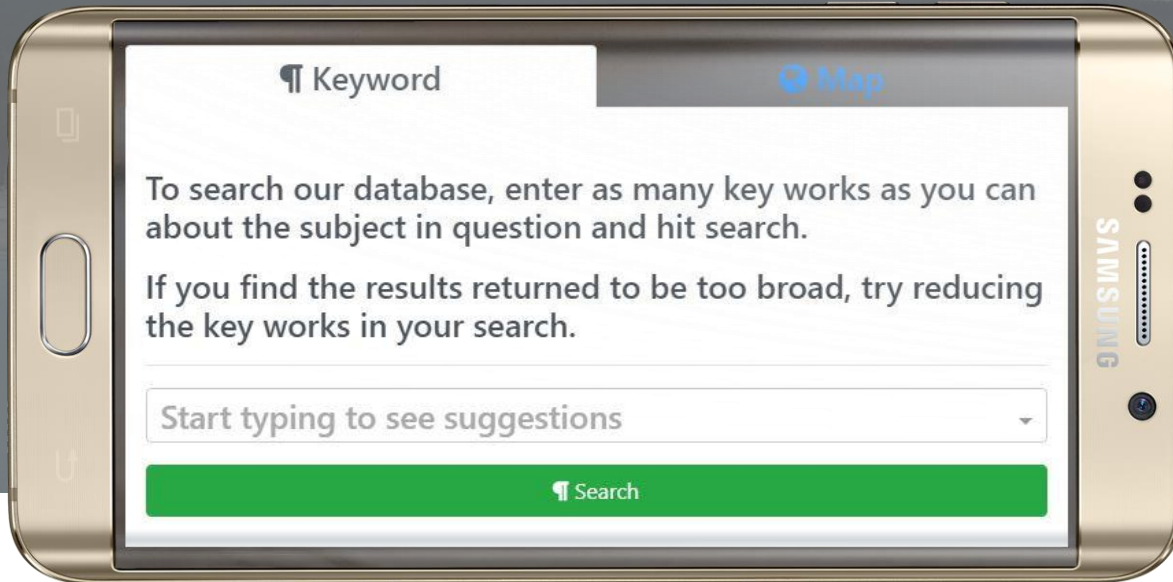 ¶ Keyword
Map
To search our database, enter as many key works as you can
about the subject in question and hit search.
If you find the results returned to be too broad, try reducing
the key works in your search.
Start typing to see suggestions
¶ Search
SAMSUNG